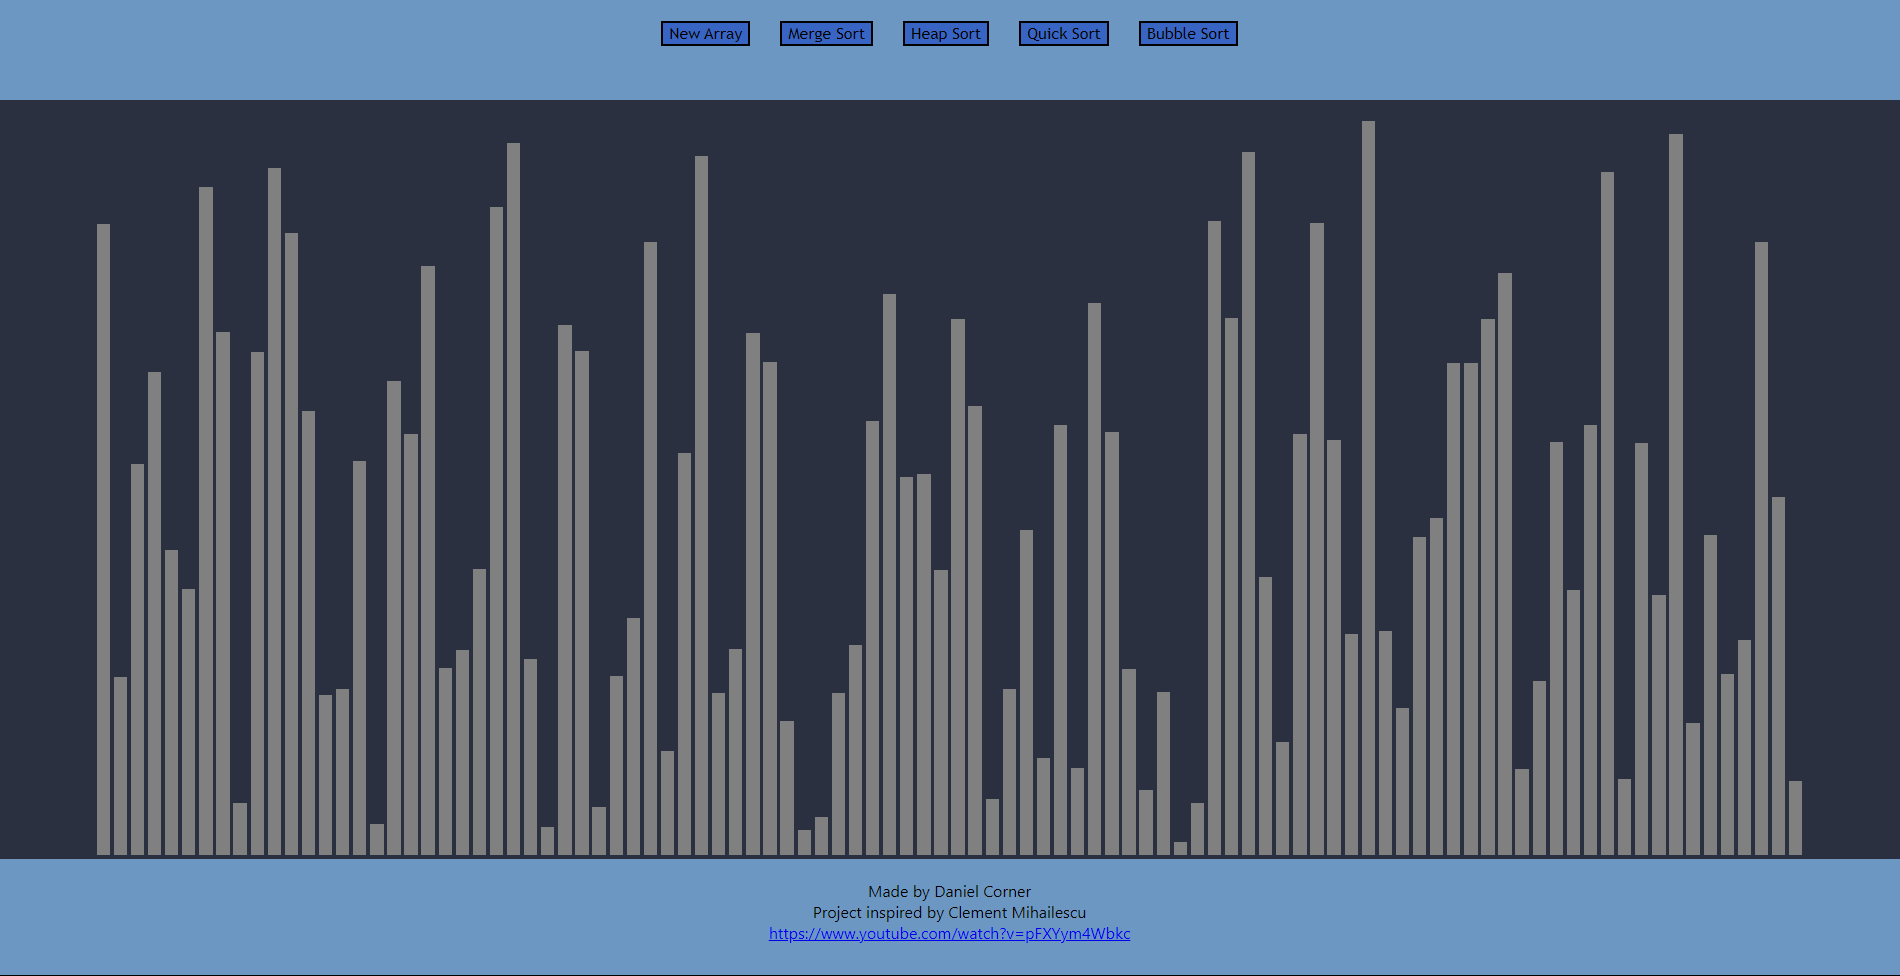 New Array Merge Sort Heap Sort Quick Sort Bubble Sort
Made by Daniel Corner
Project inspired by Clement Mihailescu
https://www.youtube.com/watch?v=pFXYym4Wbkc